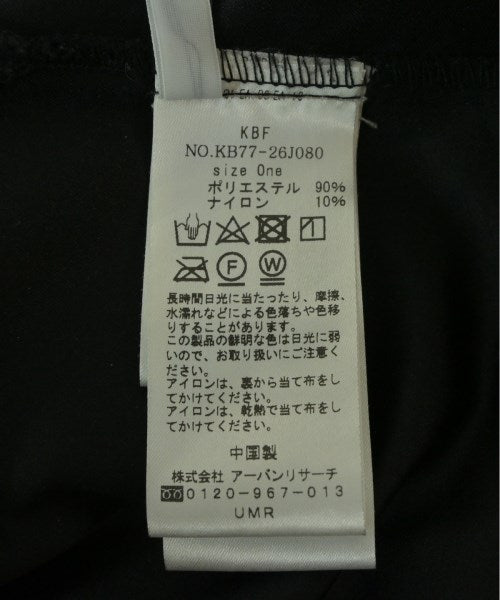 KBF
NO.KB77-26J080
size One
ポリエステル 90%
ナイロン 10%
F
W
長時間日光に当たったり、摩擦、
水濡れなどによる色落ちや色移
りすることがあります。
この製品の鮮明な色は日光に弱
いので、お取り扱いにご注意く
ださい。
アイロンは、裏から当て布をし
てかけてください。
アイロンは、乾熱で当て布をし
てかけてください。
中国製
株式会社 アーバンリサーチ
0120-967-013
UMR